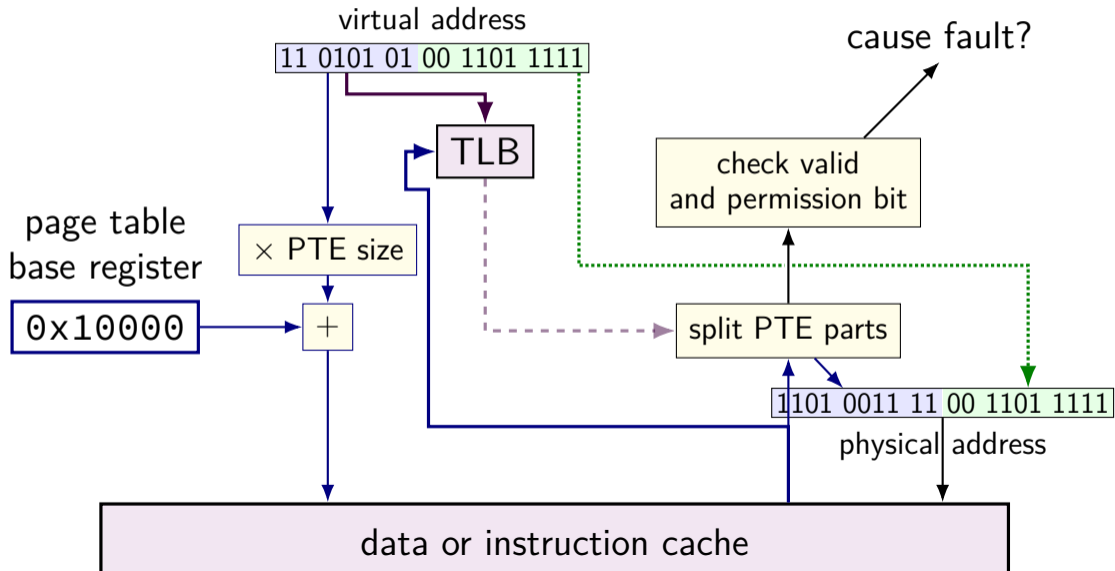 virtual address
11 0101 01 00 1101 1111
cause fault?
TLB
check valid
and permission bit
page table
base register
× PTE size
0x10000
+
split PTE parts
1101 0011 11 00 1101 1111
physical address
data or instruction cache